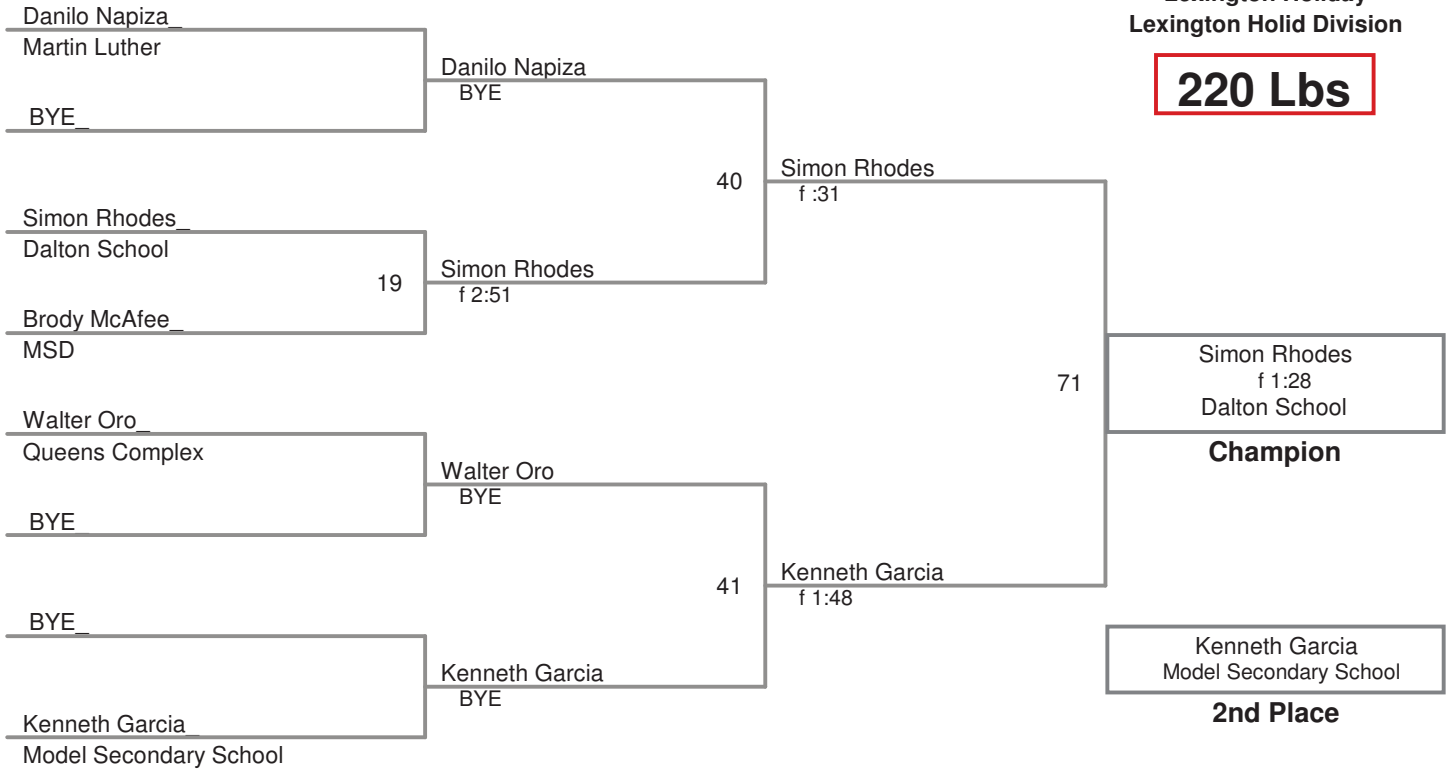 Lexington Holiday
Lexington Holid Division
220 Lbs
Danilo Napiza_
Martin Luther
BYE_
Simon Rhodes_
Dalton School
19
Brody McAfee_
MSD
Walter Oro_
Queens Complex
BYE_
BYE_
Kenneth Garcia_
Model Secondary School
Danilo Napiza
BYE
40
Simon Rhodes
f 2:51
Walter Oro
BYE
41
Kenneth Garcia
BYE
Simon Rhodes
f :31
71
Kenneth Garcia
f 1:48
Simon Rhodes
f 1:28
Dalton School
Champion
Kenneth Garcia
Model Secondary School
2nd Place